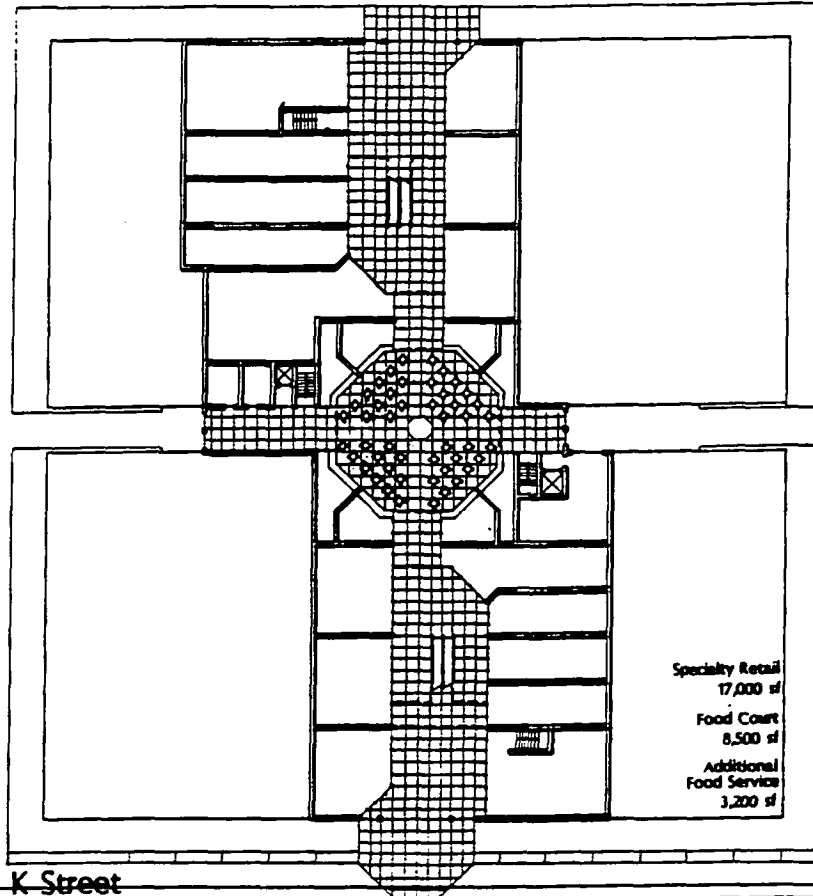 Specialty Retail
17,000 sf
Food Court
8,500 sf
Additional
Food Service
3,200 sf
K Street